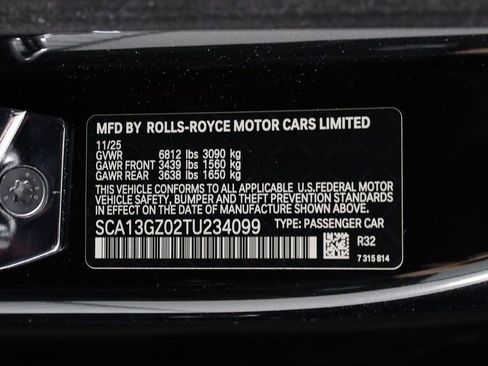 MFD BY ROLLS-ROYCE MOTOR CARS LIMITED
11/25
GVWR 6812 lbs 3090 kg
GAWR FRONT 3439 lbs 1560 kg
GAWR REAR 3638 lbs 1650 kg
THIS VEHICLE CONFORMS TO ALL APPLICABLE U.S.FEDERAL MOTOR
VEHICLE SAFETY, BUMPER AND THEFT PREVENTION STANDARDS
IN EFFECT ON THE DATE OF MANUFACTURE SHOWN ABOVE.
SCA13GZ02TU234099 TYPE: PASSENGER CAR
R32
7 315 814